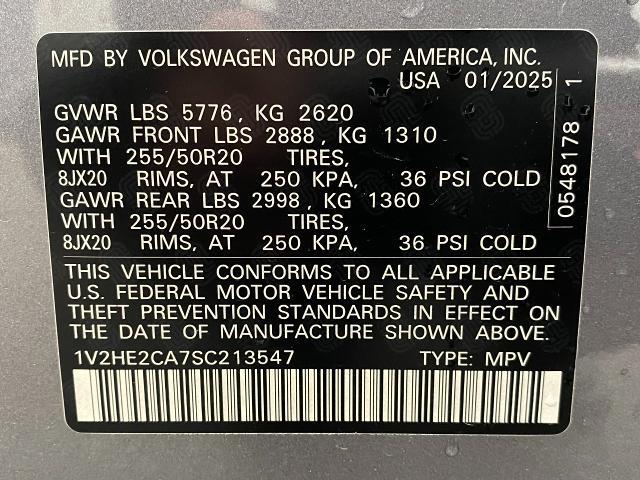 MFD BY VOLKSWAGEN GROUP OF AMERICA, INC.
USA 01/2025
GVWR LBS 5776, KG 2620
GAWR FRONT LBS 2888, KG 1310
WITH 255/50R20 TIRES,
8JX20 RIMS, AT 250 KPA, 36 PSI COLD
GAWR REAR LBS 2998, KG 1360
WITH 255/50R20 TIRES,
8JX20 RIMS, AT 250 KPA, 36 PSI COLD
THIS VEHICLE CONFORMS TO ALL APPLICABLE
U.S. FEDERAL MOTOR VEHICLE SAFETY AND
THEFT PREVENTION STANDARDS IN EFFECT ON
THE DATE OF MANUFACTURE SHOWN ABOVE.
1V2HE2CA7SC213547 TYPE: MPV
0548178 1